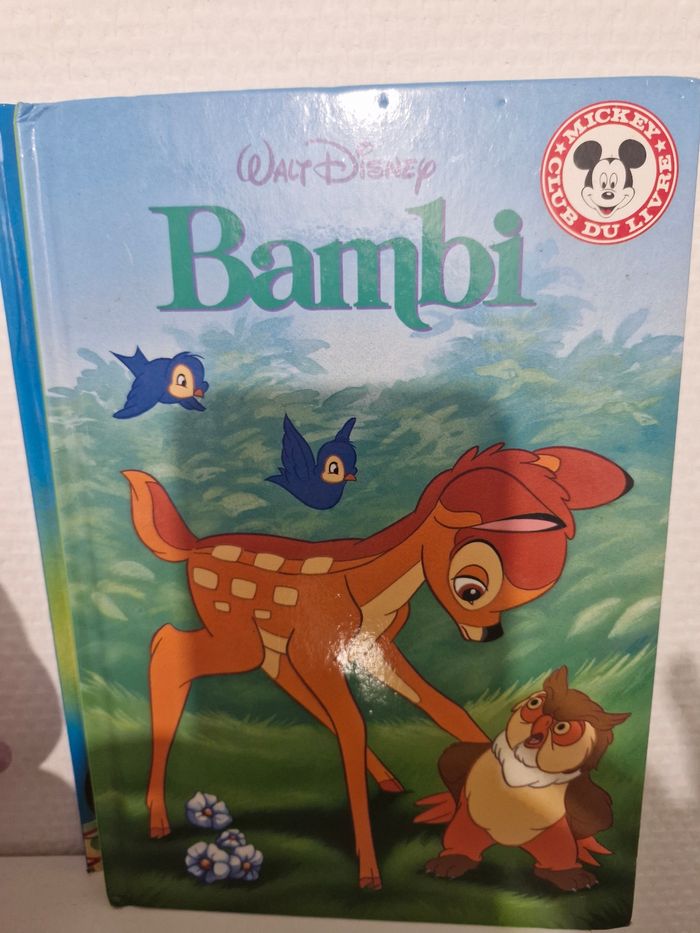 WALT DISNEY
Bambi
MICKEY
CLUB DU LIVRE